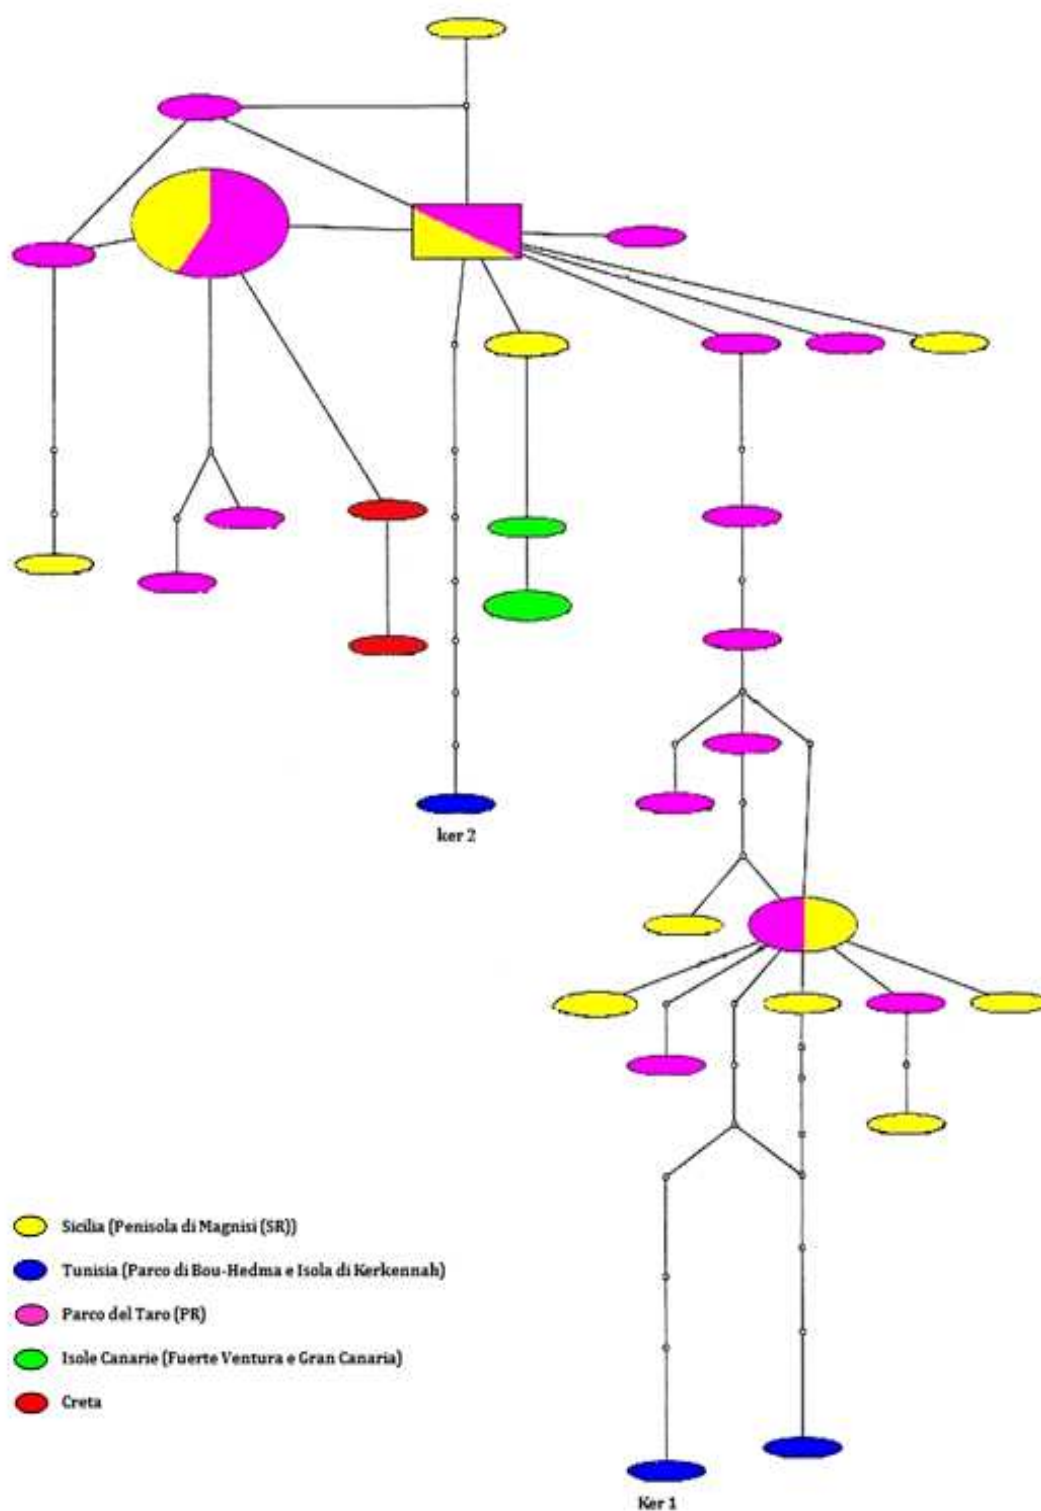 ker 2
Sicilia (Penisola di Magnisi (SR))
Tunisia (Parco di Bou-Hedma e Isola di Kerkennah)
Parco del Taro (PR)
Isole Canarie (Fuerte Ventura e Gran Canaria)
Creta
Ker 1